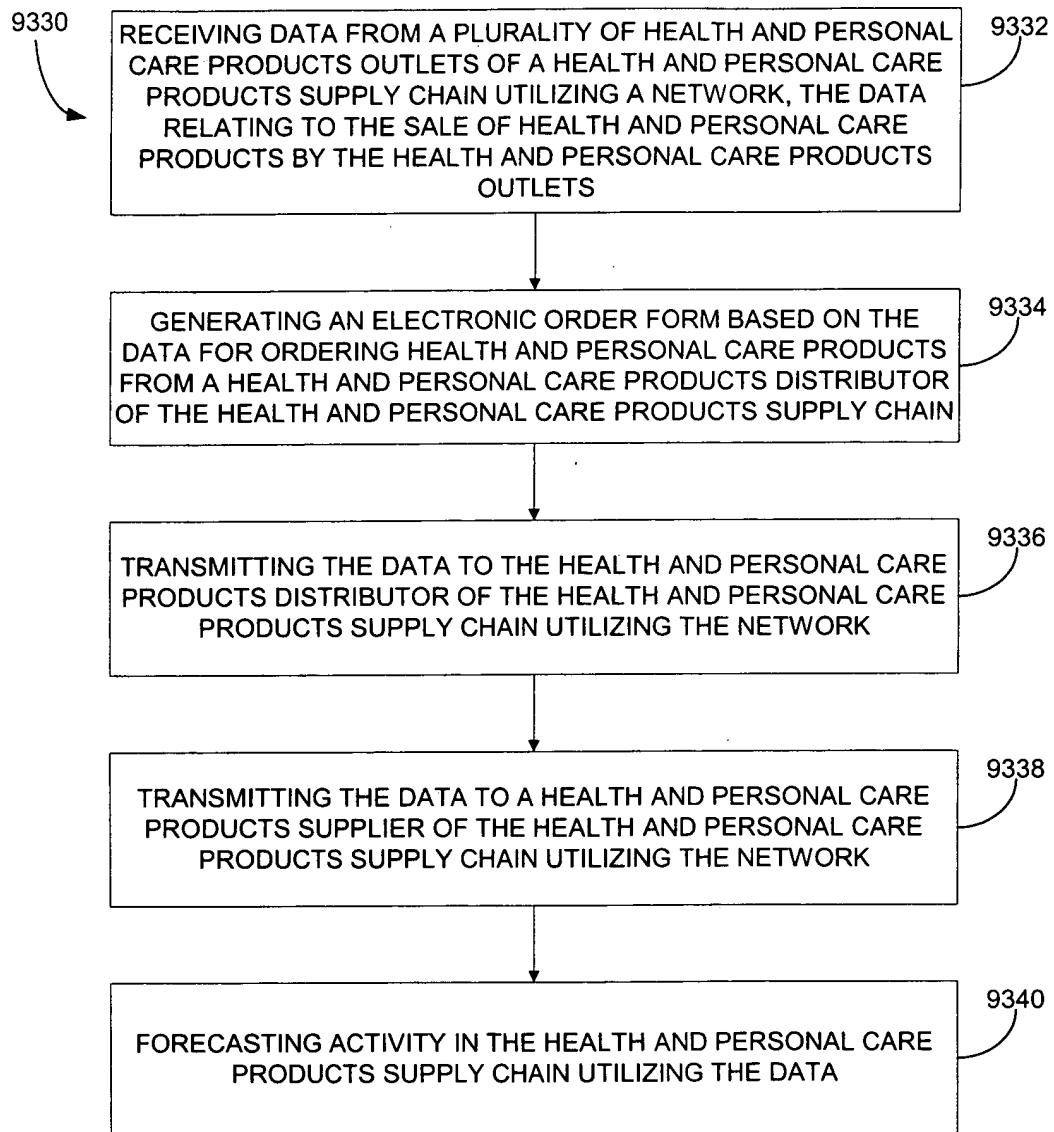 9330
RECEIVING DATA FROM A PLURALITY OF HEALTH AND PERSONAL
CARE PRODUCTS OUTLETS OF A HEALTH AND PERSONAL CARE
PRODUCTS SUPPLY CHAIN UTILIZING A NETWORK, THE DATA
RELATING TO THE SALE OF HEALTH AND PERSONAL CARE
PRODUCTS BY THE HEALTH AND PERSONAL CARE PRODUCTS
OUTLETS
9332
GENERATING AN ELECTRONIC ORDER FORM BASED ON THE
DATA FOR ORDERING HEALTH AND PERSONAL CARE PRODUCTS
FROM A HEALTH AND PERSONAL CARE PRODUCTS DISTRIBUTOR
OF THE HEALTH AND PERSONAL CARE PRODUCTS SUPPLY CHAIN
9334
TRANSMITTING THE DATA TO THE HEALTH AND PERSONAL CARE
PRODUCTS DISTRIBUTOR OF THE HEALTH AND PERSONAL CARE
PRODUCTS SUPPLY CHAIN UTILIZING THE NETWORK
9336
TRANSMITTING THE DATA TO A HEALTH AND PERSONAL CARE
PRODUCTS SUPPLIER OF THE HEALTH AND PERSONAL CARE
PRODUCTS SUPPLY CHAIN UTILIZING THE NETWORK
9338
FORECASTING ACTIVITY IN THE HEALTH AND PERSONAL CARE
PRODUCTS SUPPLY CHAIN UTILIZING THE DATA
9340